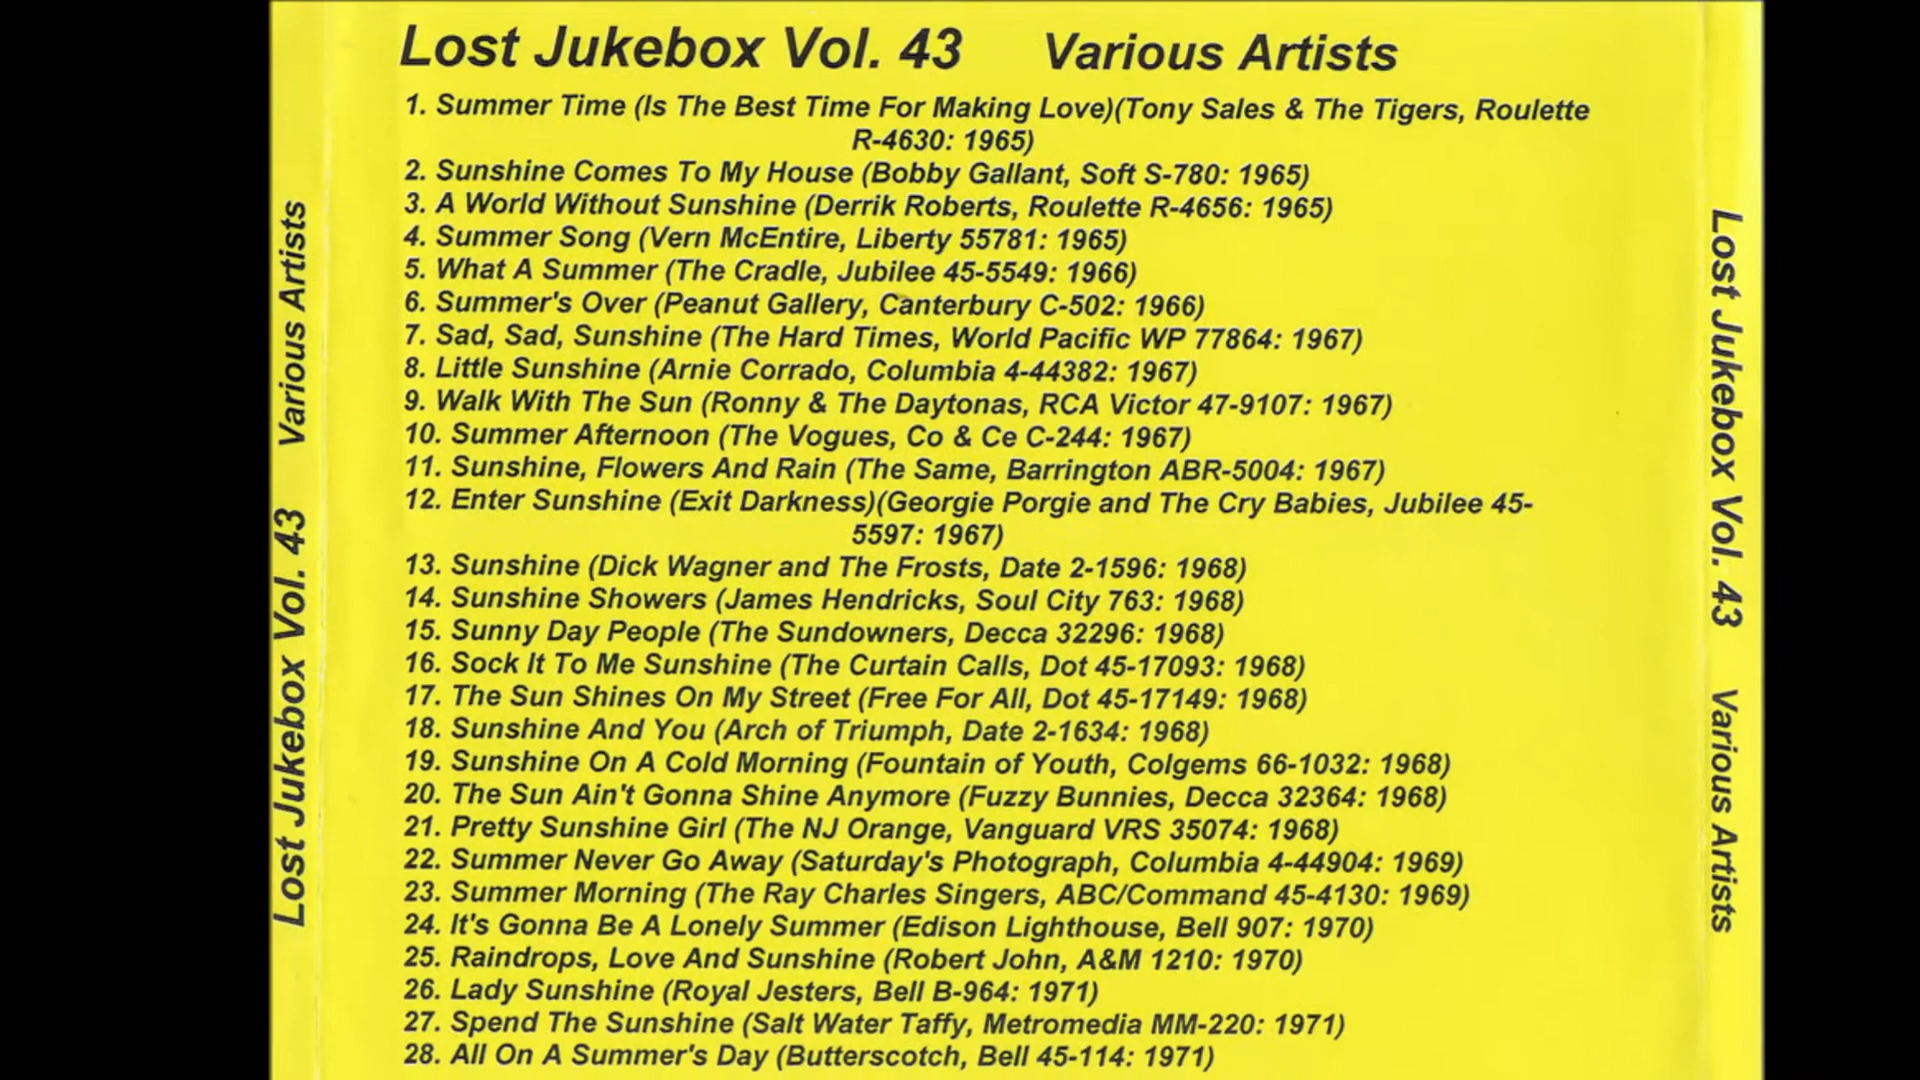 Lost Jukebox Vol. 43 Various Artists
1. Summer Time (Is The Best Time For Making Love)(Tony Sales & The Tigers, Roulette
R-4630: 1965)
2. Sunshine Comes To My House (Bobby Gallant, Soft S-780: 1965)
3. A World Without Sunshine (Derrik Roberts, Roulette R-4656: 1965)
4. Summer Song (Vern McEntire, Liberty 55781: 1965)
5. What A Summer (The Cradle, Jubilee 45-5549: 1966)
6. Summer's Over (Peanut Gallery, Canterbury C-502: 1966)
7. Sad, Sad, Sunshine (The Hard Times, World Pacific WP 77864: 1967)
8. Little Sunshine (Arnie Corrado, Columbia 4-44382: 1967)
9. Walk With The Sun (Ronny & The Daytonas, RCA Victor 47-9107: 1967)
10. Summer Afternoon (The Vogues, Co & Ce C-244: 1967)
11. Sunshine, Flowers And Rain (The Same, Barrington ABR-5004: 1967)
12. Enter Sunshine (Exit Darkness)(Georgie Porgie and The Cry Babies, Jubilee 45-
5597: 1967)
13. Sunshine (Dick Wagner and The Frosts, Date 2-1596: 1968)
14. Sunshine Showers (James Hendricks, Soul City 763: 1968)
15. Sunny Day People (The Sundowners, Decca 32296: 1968)
16. Sock It To Me Sunshine (The Curtain Calls, Dot 45-17093: 1968)
17. The Sun Shines On My Street (Free For All, Dot 45-17149: 1968)
18. Sunshine And You (Arch of Triumph, Date 2-1634: 1968)
19. Sunshine On A Cold Morning (Fountain of Youth, Colgems 66-1032: 1968)
20. The Sun Ain't Gonna Shine Anymore (Fuzzy Bunnies, Decca 32364: 1968)
21. Pretty Sunshine Girl (The NJ Orange, Vanguard VRS 35074: 1968)
22. Summer Never Go Away (Saturday's Photograph, Columbia 4-44904: 1969)
23. Summer Morning (The Ray Charles Singers, ABC/Command 45-4130: 1969)
24. It's Gonna Be A Lonely Summer (Edison Lighthouse, Bell 907: 1970)
25. Raindrops, Love And Sunshine (Robert John, A&M 1210: 1970)
26. Lady Sunshine (Royal Jesters, Bell B-964: 1971)
27. Spend The Sunshine (Salt Water Taffy, Metromedia MM-220: 1971)
28. All On A Summer's Day (Butterscotch, Bell 45-114: 1971)
Lost Jukebox Vol. 43 Various Artists
Lost Jukebox Vol. 43 Various Artists